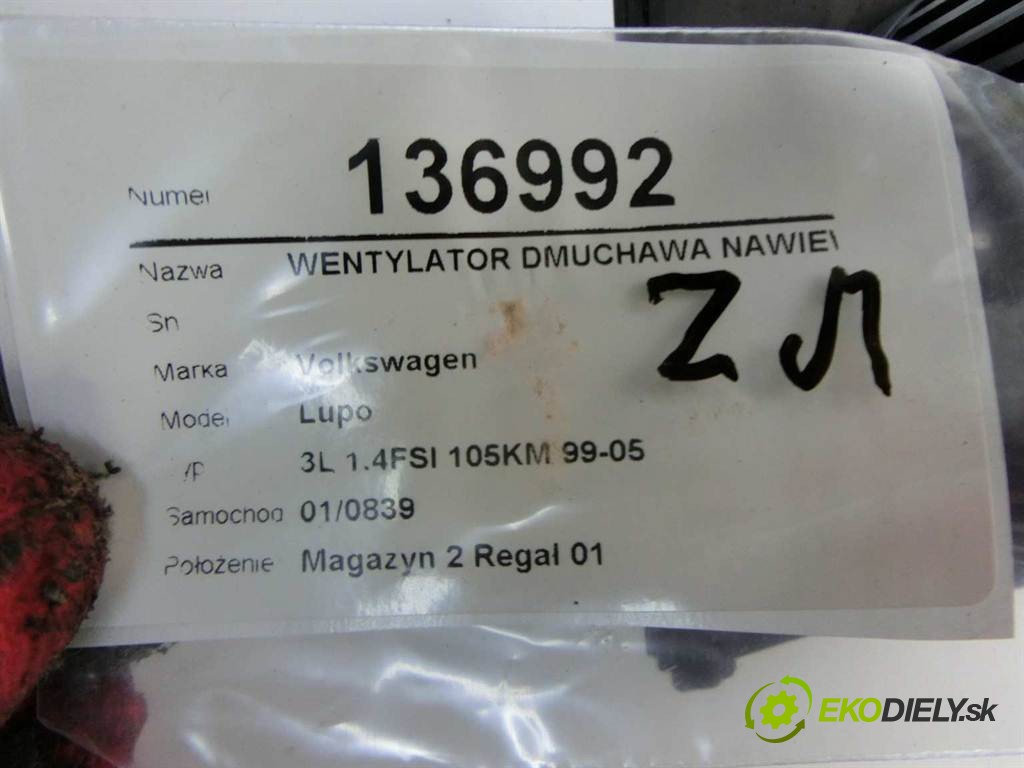 Numer 136992
Nazwa WENTYLATOR DMUCHAWA NAWIEW
Sn
Marka Volkswagen
Model Lupo
Typ 3L 1.4FSI 105KM 99-05
Samochod 01/0839
Położenie Magazyn 2 Regał 01
EKODIELY.sk